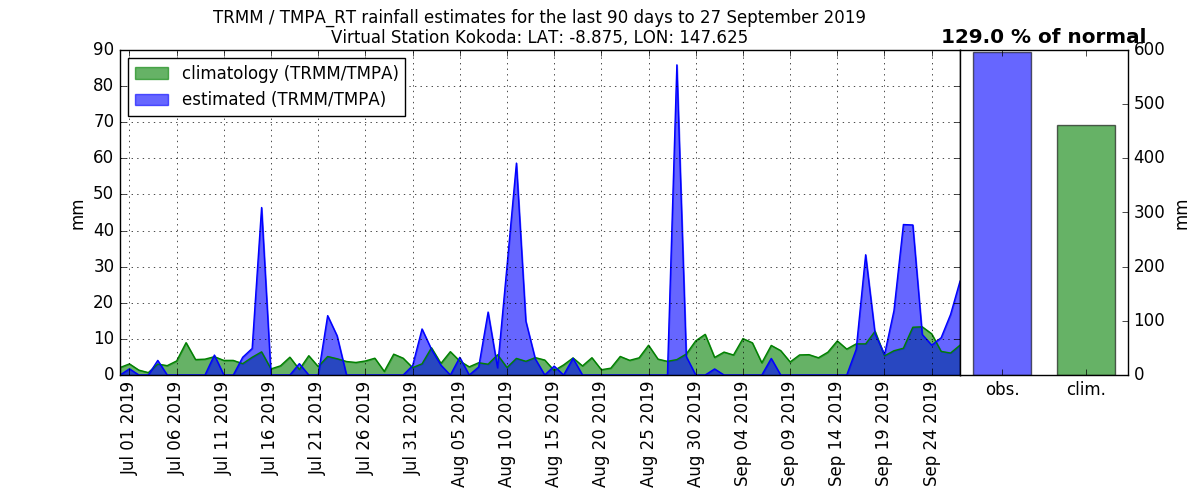 TRMM / TMPA_RT rainfall estimates for the last 90 days to 27 September 2019
Virtual Station Kokoda: LAT: -8.875, LON: 147.625
129.0 % of normal
climatology (TRMM/TMPA)
estimated (TRMM/TMPA)
mm
90
80
70
60
50
40
30
20
10
0
Jul 01 2019
Jul 06 2019
Jul 11 2019
Jul 16 2019
Jul 21 2019
Jul 26 2019
Jul 31 2019
Aug 05 2019
Aug 10 2019
Aug 15 2019
Aug 20 2019
Aug 25 2019
Aug 30 2019
Sep 04 2019
Sep 09 2019
Sep 14 2019
Sep 19 2019
Sep 24 2019
obs.
clim.
600
500
400
300
200
100
0
mm